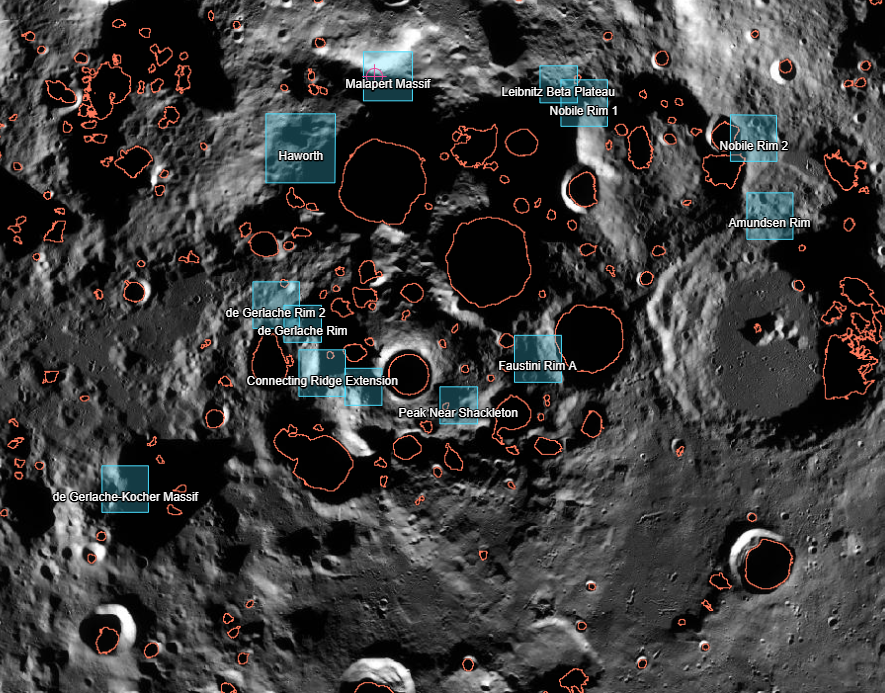 Malapert Massif
Leibnitz Beta Plateau
Nobile Rim 1
Nobile Rim 2
Haworth
Amundsen Rim
de Gerlache Rim 2
de Gerlache Rim
Faustini Rim A
Connecting Ridge Extension
Peak Near Shackleton
de Gerlache-Kocher Massif